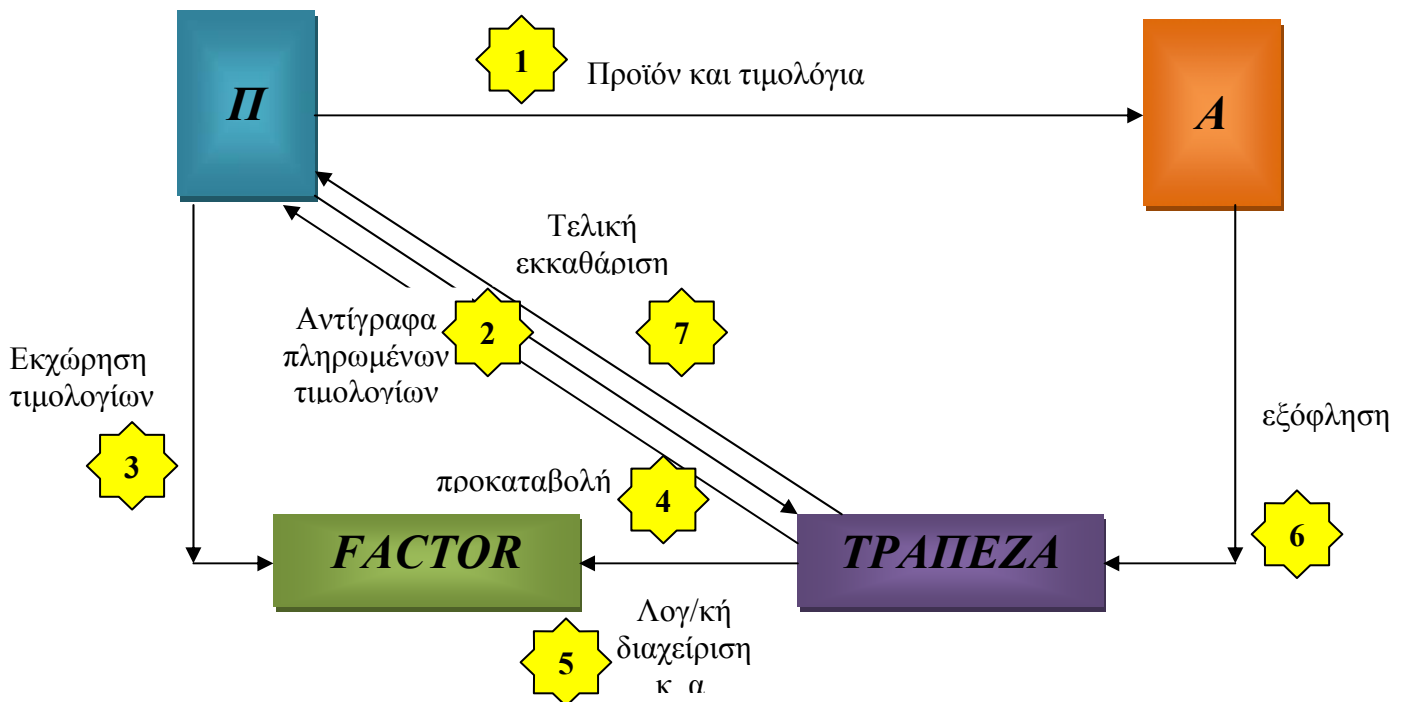 1
Προϊόν και τιμολόγια
Π
Α
Τελική
εκκαθάριση
Αντίγραφα
πληρωμένων
τιμολογίων
2
7
Εκχώρηση
τιμολογίων
3
εξόφληση
προκαταβολή
4
6
FACTOR
ΤΡΑΠΕΖΑ
5
Λογ/κή
διαχείριση
κ α